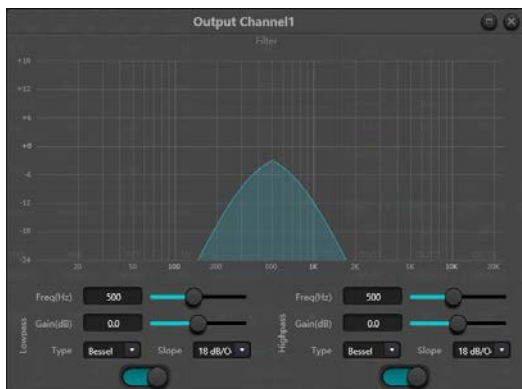 Output Channel1
Filter
+18
+12
+6
+0
-6
-12
-18
-24
20
50
100
200
500
1K
2K
5K
10K
20K
Lowpass
Freq(Hz) 500
Gain(dB) 0.0
Type Bessel Slope 18 dB/O
Highpass
Freq(Hz) 500
Gain(dB) 0.0
Type Bessel Slope 18 dB/O